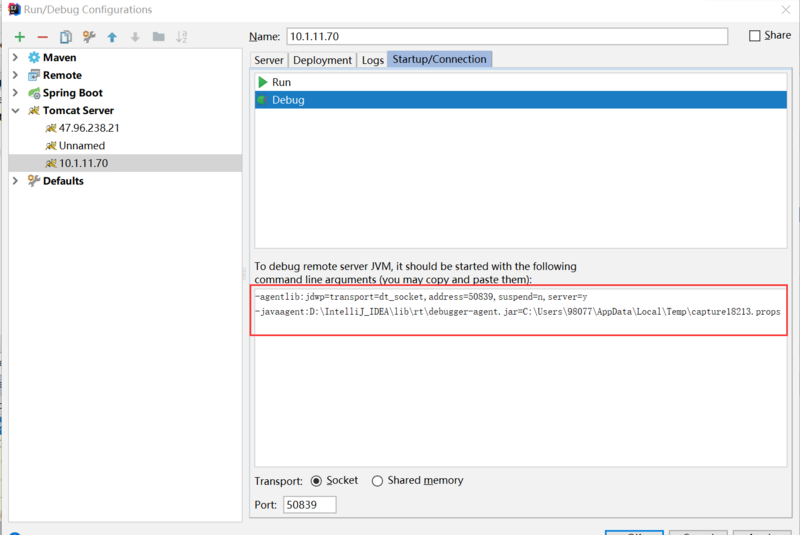 Run/Debug Configurations
Name: 10.1.11.70
Share
Maven
Remote
Spring Boot
Tomcat Server
47.96.238.21
Unnamed
10.1.11.70
Defaults
Server Deployment Logs Startup/Connection
Run
Debug
To debug remote server JVM, it should be started with the following
command line arguments (you may copy and paste them):
-agentlib:jdwp=transport=dt_socket,address=50839,suspend=n,server=y
-javaagent:D:\IntelliJ_IDEA\lib\rt\debugger-agent.jar=C:\Users\98077\AppData\Local\Temp\capture18213.props
Transport: Socket Shared memory
Port: 50839